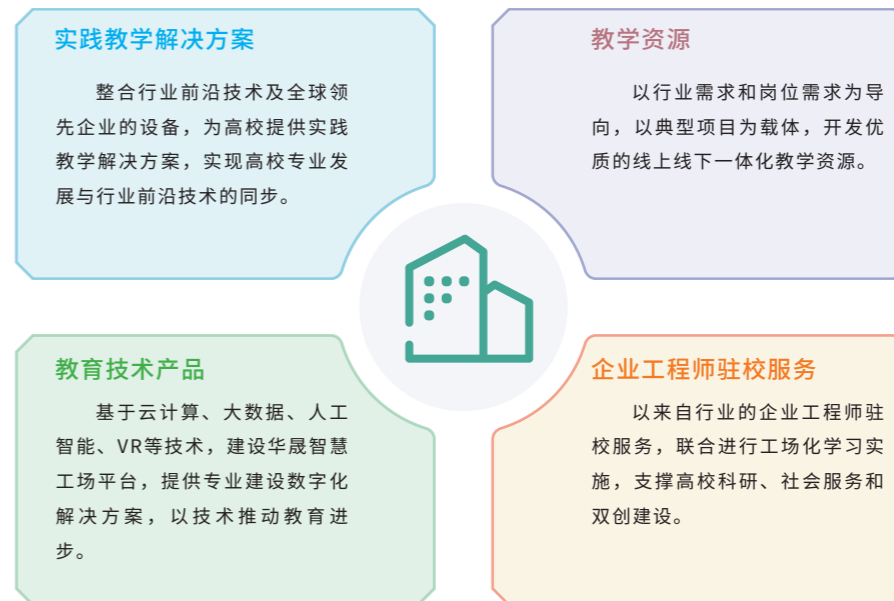 实践教学解决方案
整合行业前沿技术及全球领
先企业的设备，为高校提供实践
教学解决方案，实现高校专业发
展与行业前沿技术的同步。
教学资源
以行业需求和岗位需求为导
向，以典型项目为载体，开发优
质的线上线下一体化教学资源。
教育技术产品
基于云计算、大数据、人工
智能、VR等技术，建设华晟智慧
工场平台，提供专业建设数字化
解决方案，以技术推动教育进
步。
企业工程师驻校服务
以来自行业的企业工程师驻
校服务，联合进行工场化学习实
施，支撑高校科研、社会服务和
双创建设。